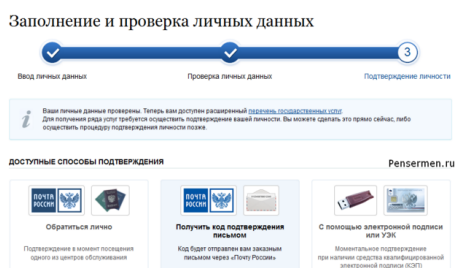 Заполнение и проверка личных данных
3
Ввод личных данных
Проверка личных данных
Подтверждение личности
i
Ваши личные данные проверены. Теперь вам доступен расширенный перечень государственных услуг.
Для получения ряда услуг требуется осуществить подтверждение вашей личности. Вы можете сделать это прямо сейчас, либо
осуществить процедуру подтверждения личности позже.
ДОСТУПНЫЕ СПОСОБЫ ПОДТВЕРЖДЕНИЯ
Pensermen.ru
ПОЧТА
РОССИИ
ПОЧТА
РОССИИ
Обратиться лично
Подтверждение в момент посещения
одного из центров обслуживания
Получить код подтверждения
письмом
Код будет отправлен вам заказным
письмом через «Почту России»
С помощью электронной подписи
или УЭК
Моментальное подтверждение
при наличии средства квалифицированной
электронной подписи (КЭП)